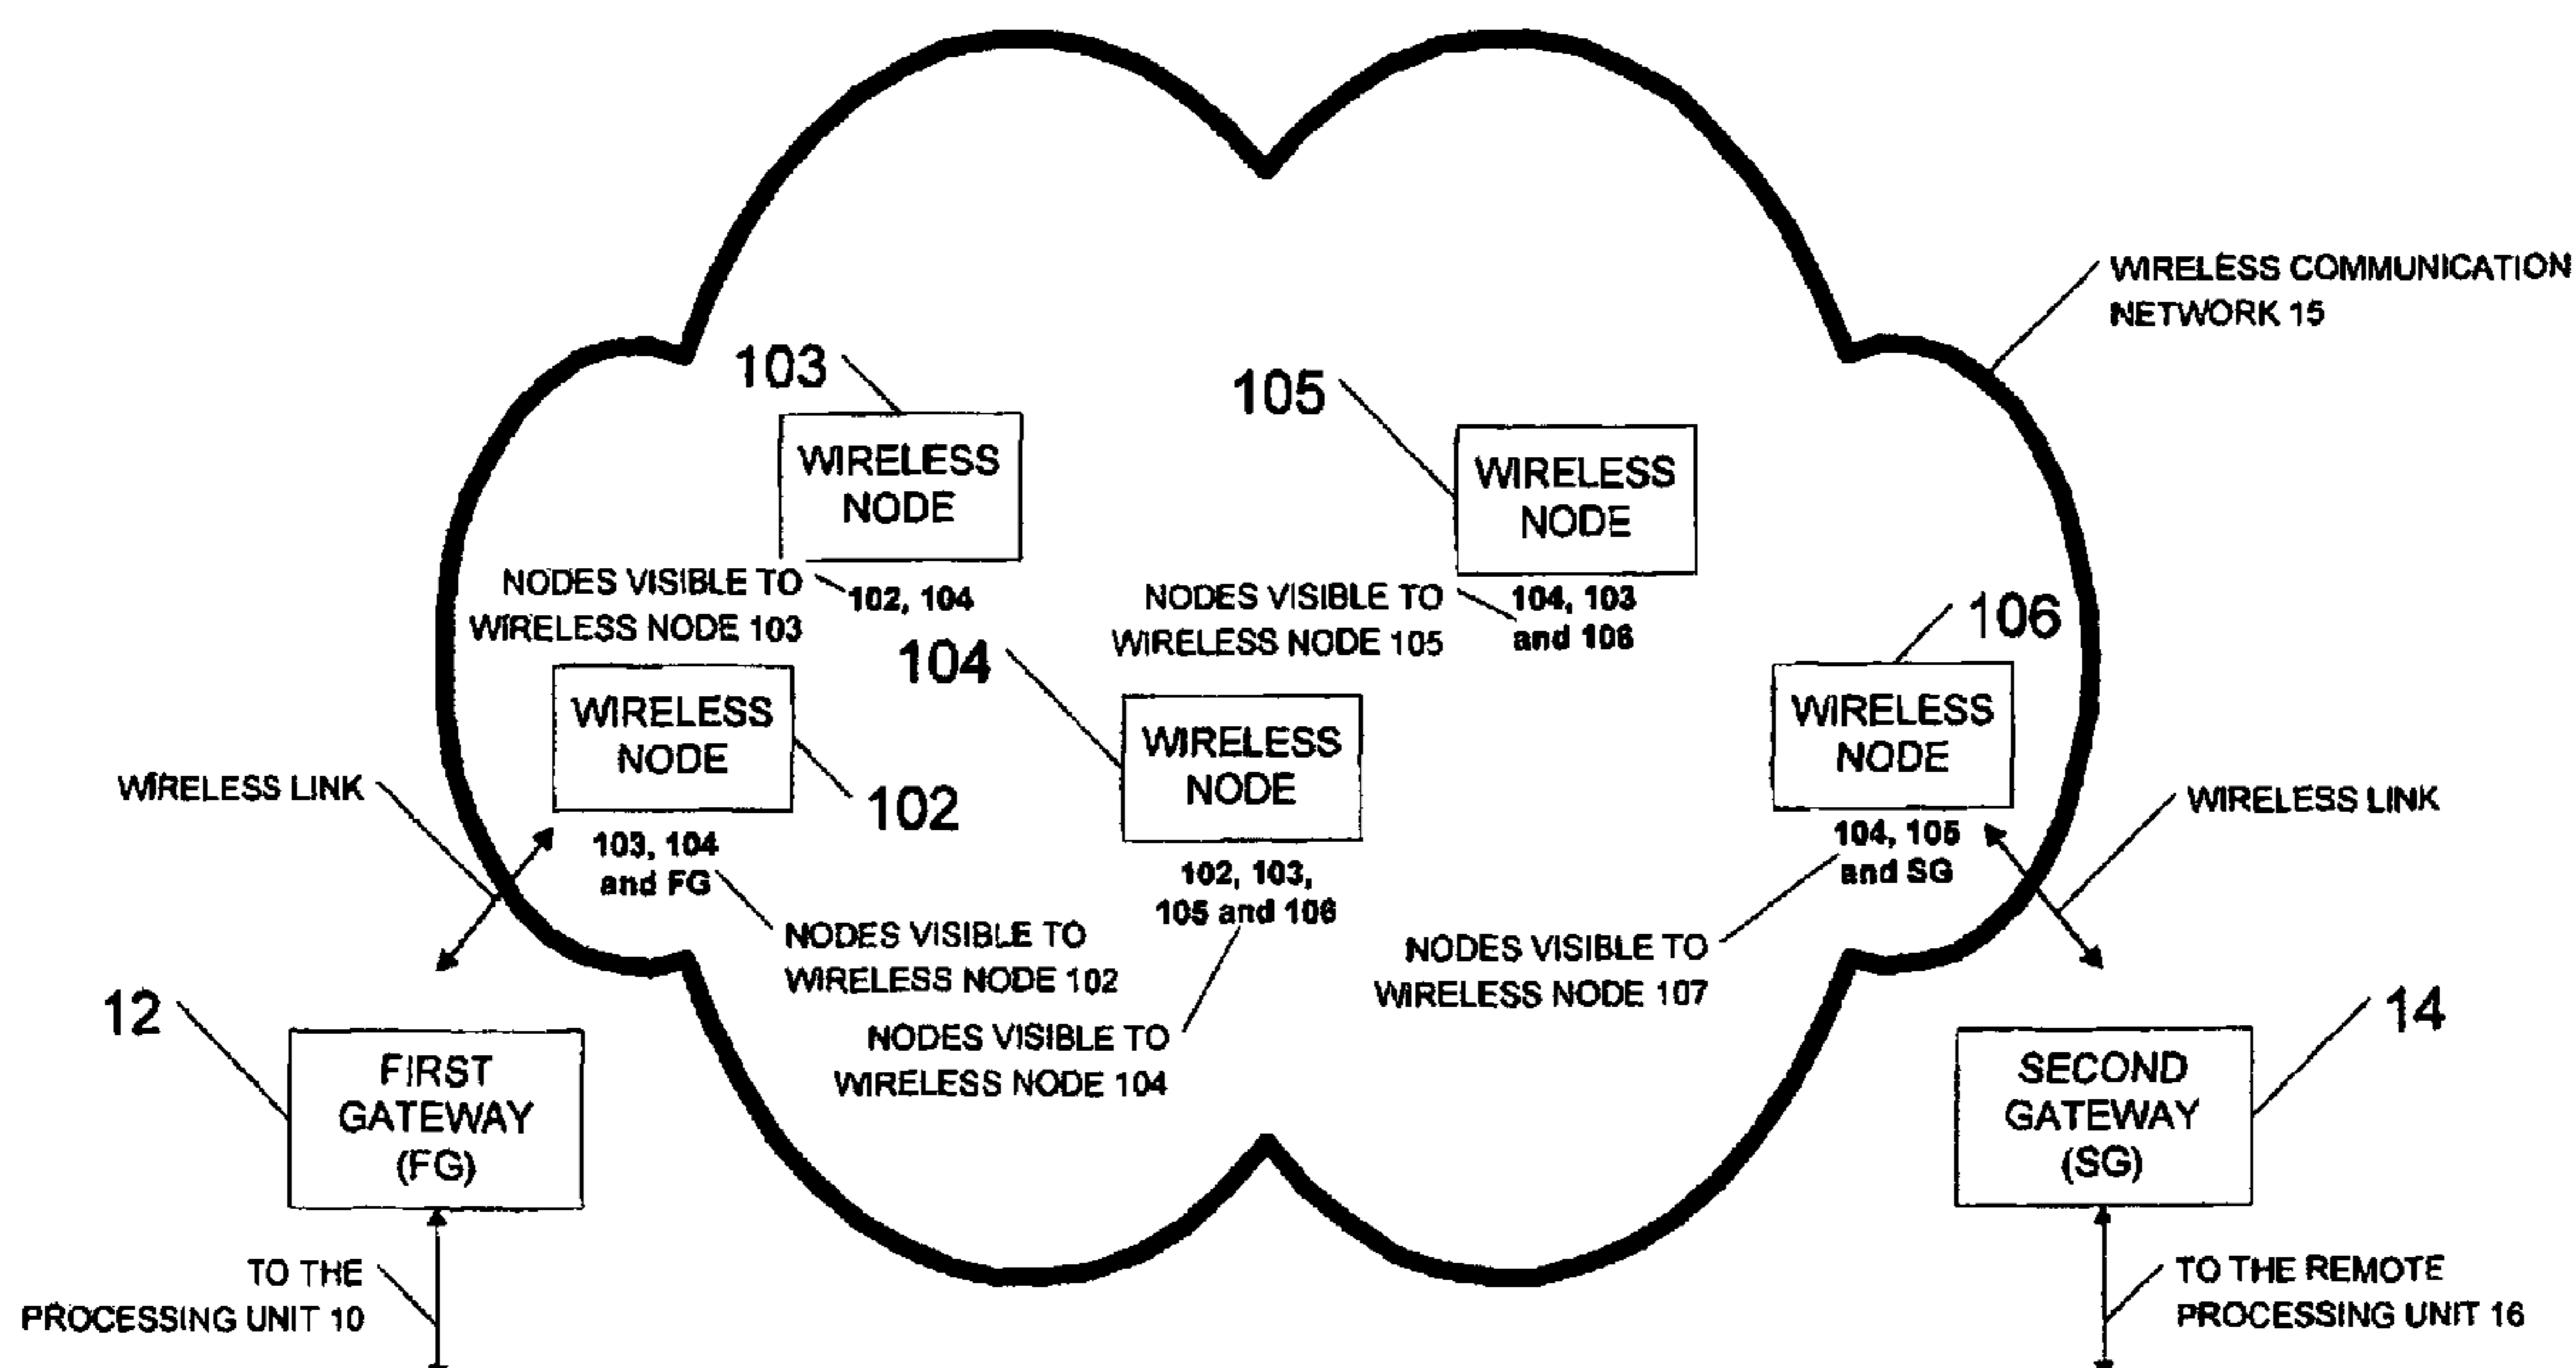 WIRELESS COMMUNICATION
NETWORK 15
103
WIRELESS
NODE
NODES VISIBLE TO
WIRELESS NODE 103
102, 104
105
WIRELESS
NODE
NODES VISIBLE TO
WIRELESS NODE 105
104, 103
and 106
106
WIRELESS
NODE
104, 105
and SG
NODES VISIBLE TO
WIRELESS NODE 107
WIRELESS LINK
104
WIRELESS
NODE
102, 103,
105 and 106
NODES VISIBLE TO
WIRELESS NODE 104
WIRELESS
NODE
102
103, 104
and FG
NODES VISIBLE TO
WIRELESS NODE 102
WIRELESS LINK
12
FIRST
GATEWAY
(FG)
TO THE
PROCESSING UNIT 10
14
SECOND
GATEWAY
(SG)
TO THE REMOTE
PROCESSING UNIT 16